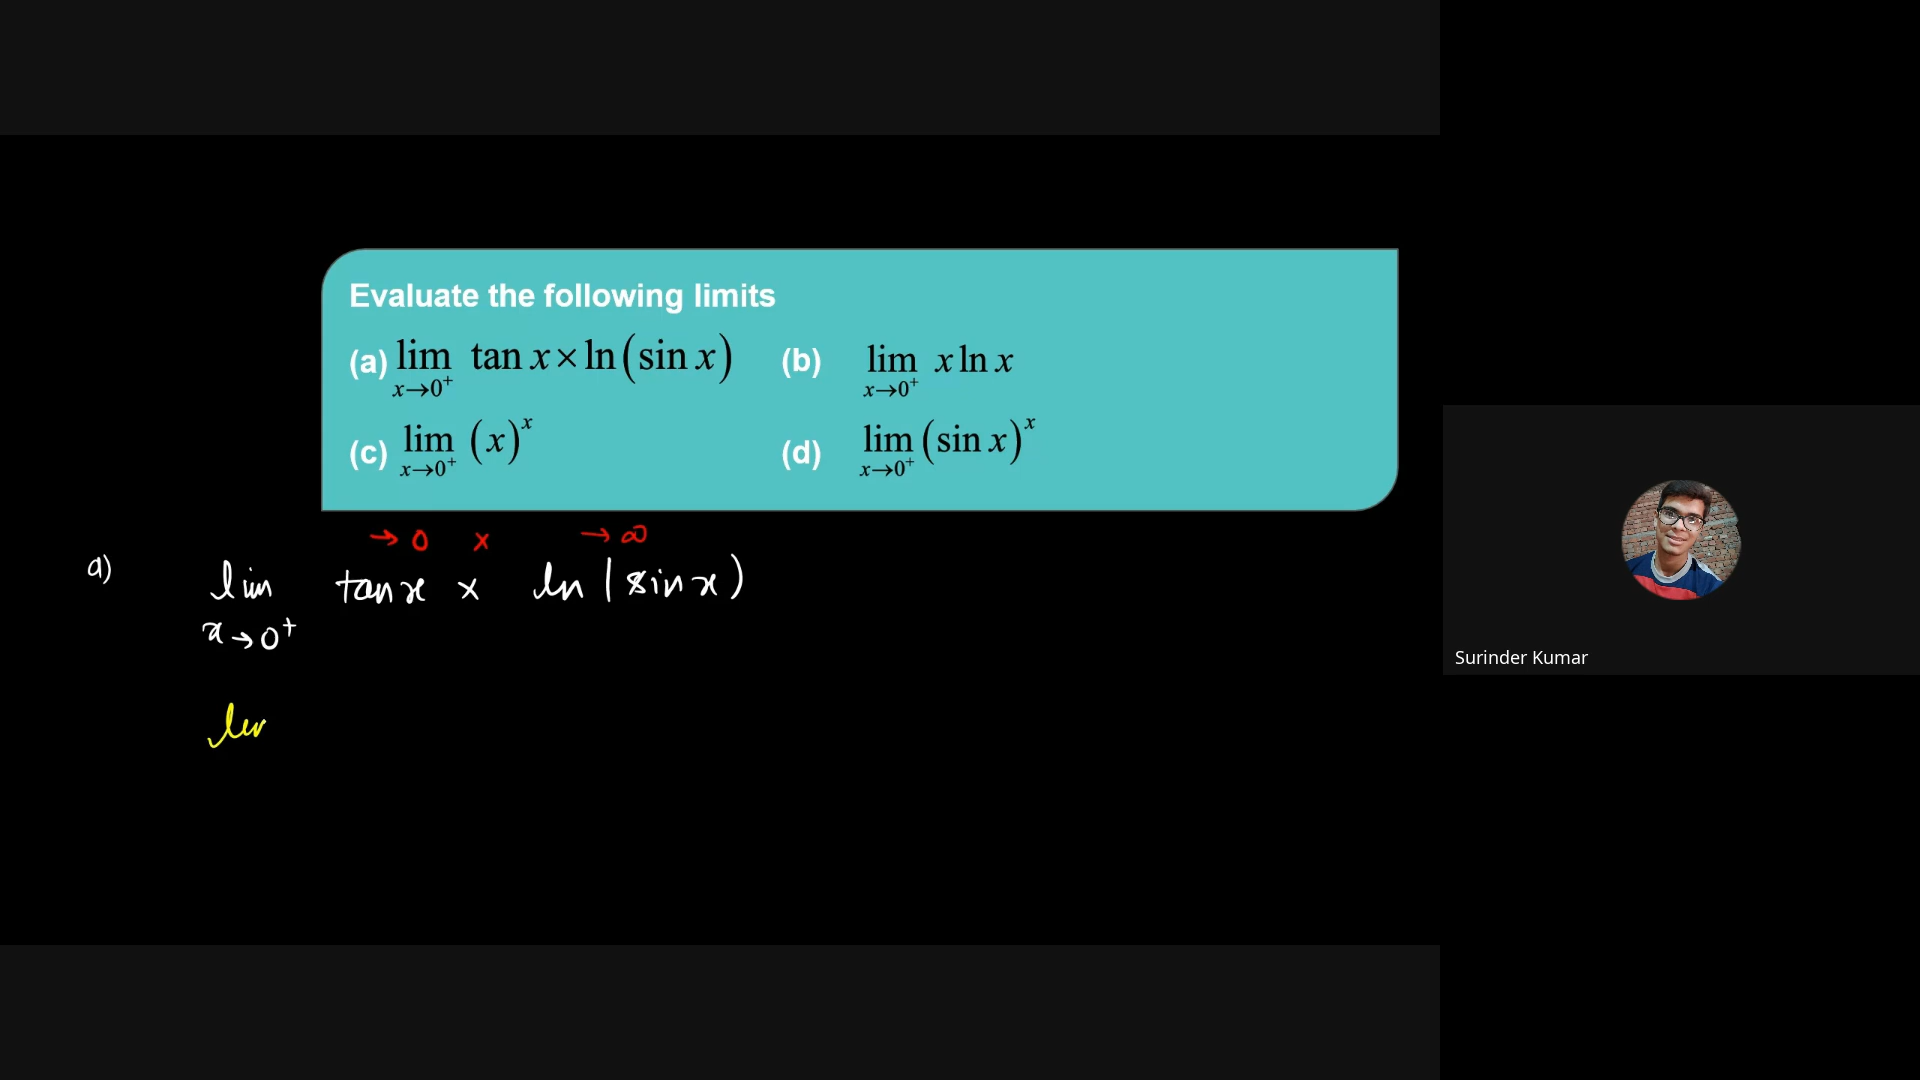 Evaluate the following limits
(a) lim x→0⁺ tan x × ln(sin x) (b) lim x→0⁺ x ln x
(c) lim x→0⁺ (x)ˣ (d) lim x→0⁺ (sin x)ˣ
→ 0 × → ∞
a) lim x→0⁺ tan x × ln (sin x)
Surinder Kumar